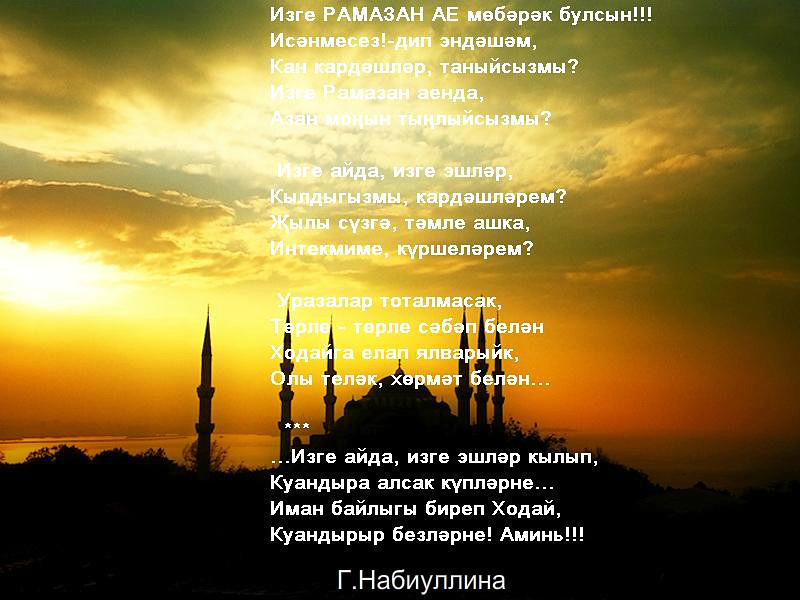 Изге РАМАЗАН АЕ мөбәрәк булсын!!!
Исәнмесез!-дип эндәшәм,
Кан кардәшләр, таныйсызмы?
Изге Рамазан аенда,
Азан моңын тыңлыйсызмы?
Изге айда, изге эшләр,
Кылдыгызмы, кардәшләрем?
Җылы сүзгә, тәмле ашка,
Интекмиме, күршеләрем?
Уразалар тоталмасак,
Төрле - төрле сәбәп белән
Ходайга елап ялварыйк,
Олы теләк, хөрмәт белән...
***
...Изге айда, изге эшләр кылып,
Куандыра алсак күпләрне...
Иман байлыгы биреп Ходай,
Куандырыр безләрне! Аминь!!!
Г.Набиуллина